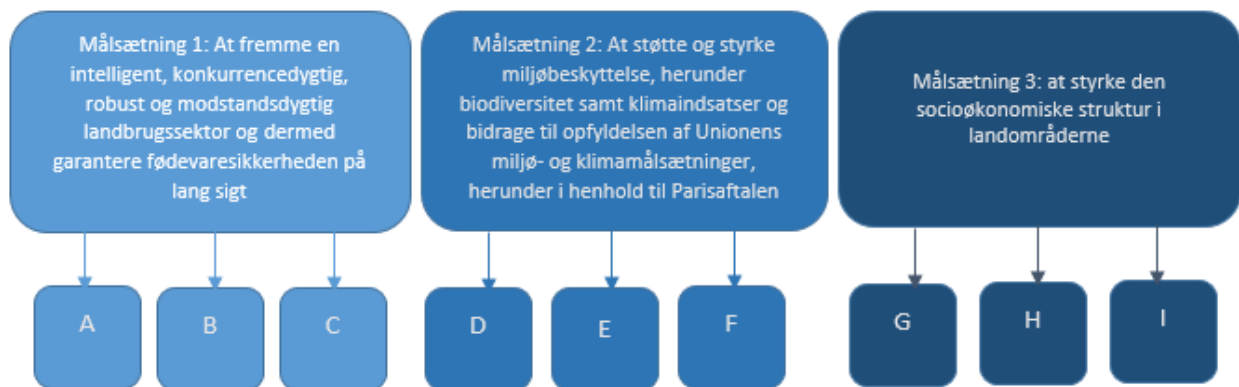 Målsætning 1: At fremme en
intelligent, konkurrencedygtig,
robust og modstandsdygtig
landbrugssektor og dermed
garantere fødevaresikkerheden på
lang sigt
Målsætning 2: At støtte og styrke
miljøbeskyttelse, herunder
biodiversitet samt klimaindsatser og
bidrage til opfyldelsen af Unionens
miljø- og klimamålsætninger,
herunder i henhold til Parisaftalen
Målsætning 3: at styrke den
socioøkonomiske struktur i
landområderne
A
B
C
D
E
F
G
H
I